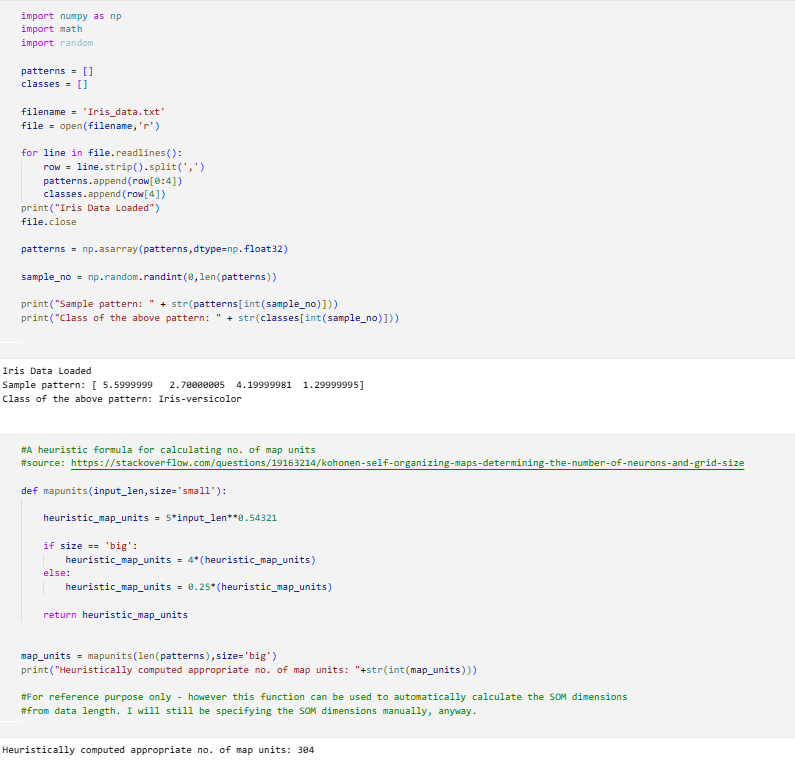 import numpy as np
import math
import random
patterns = []
classes = []
filename = 'Iris_data.txt'
file = open(filename,'r')
for line in file.readlines():
row = line.strip().split(',')
patterns.append(row[0:4])
classes.append(row[4])
print("Iris Data Loaded")
file.close
patterns = np.asarray(patterns,dtype=np.float32)
sample_no = np.random.randint(0,len(patterns))
print("Sample pattern: " + str(patterns[int(sample_no)]))
print("Class of the above pattern: " + str(classes[int(sample_no)]))
Iris Data Loaded
Sample pattern: [ 5.5999999   2.70000005  4.19999981  1.29999995]
Class of the above pattern: Iris-versicolor
#A heuristic formula for calculating no. of map units
#source: https://stackoverflow.com/questions/19163214/kohonen-self-organizing-maps-determining-the-number-of-neurons-and-grid-size
def mapunits(input_len,size='small'):
heuristic_map_units = 5*input_len**0.54321
if size == 'big':
heuristic_map_units = 4*(heuristic_map_units)
else:
heuristic_map_units = 0.25*(heuristic_map_units)
return heuristic_map_units
map_units = mapunits(len(patterns),size='big')
print("Heuristically computed appropriate no. of map units: "+str(int(map_units)))
#For reference purpose only - however this function can be used to automatically calculate the SOM dimensions
#from data length. I will still be specifying the SOM dimensions manually, anyway.
Heuristically computed appropriate no. of map units: 304